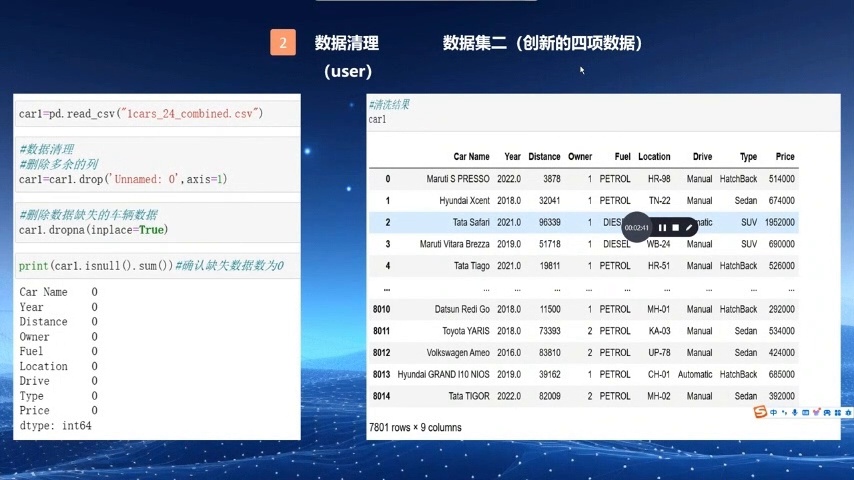 2 数据清理 数据集二（创新的四项数据）
（user）
car1=pd.read_csv("1cars_24_combined.csv")
#数据清理
#删除多余的列
car1=car1.drop('Unnamed: 0',axis=1)
#删除数据缺失的车辆数据
car1.dropna(inplace=True)
print(car1.isnull().sum())#确认缺失数据数为0
Car Name 0
Year 0
Distance 0
Owner 0
Fuel 0
Location 0
Drive 0
Type 0
Price 0
dtype: int64
#清洗结果
car1
Car Name Year Distance Owner Fuel Location Drive Type Price
0 Maruti S PRESSO 2022.0 3878 1 PETROL HR-98 Manual HatchBack 514000
1 Hyundai Xcent 2018.0 32041 1 PETROL TN-22 Manual Sedan 674000
2 Tata Safari 2021.0 96339 1 SUV 1952000
00:02:41
3 Maruti Vitara Brezza 2019.0 51718 1 DIESEL WB-24 Manual SUV 690000
4 Tata Tiago 2021.0 19811 1 PETROL HR-51 Manual HatchBack 526000
... ... ... ... ... ... ... ... ... ...
8010 Datsun Redi Go 2018.0 11500 1 PETROL MH-01 Manual HatchBack 292000
8011 Toyota YARIS 2018.0 73393 2 PETROL KA-03 Manual Sedan 534000
8012 Volkswagen Ameo 2016.0 83810 2 PETROL UP-78 Manual Sedan 424000
8013 Hyundai GRAND I10 NIOS 2019.0 39162 1 PETROL CH-01 Automatic HatchBack 685000
8014 Tata TIGOR 2022.0 82009 2 PETROL MH-02 Manual Sedan 392000
7801 rows × 9 columns
中